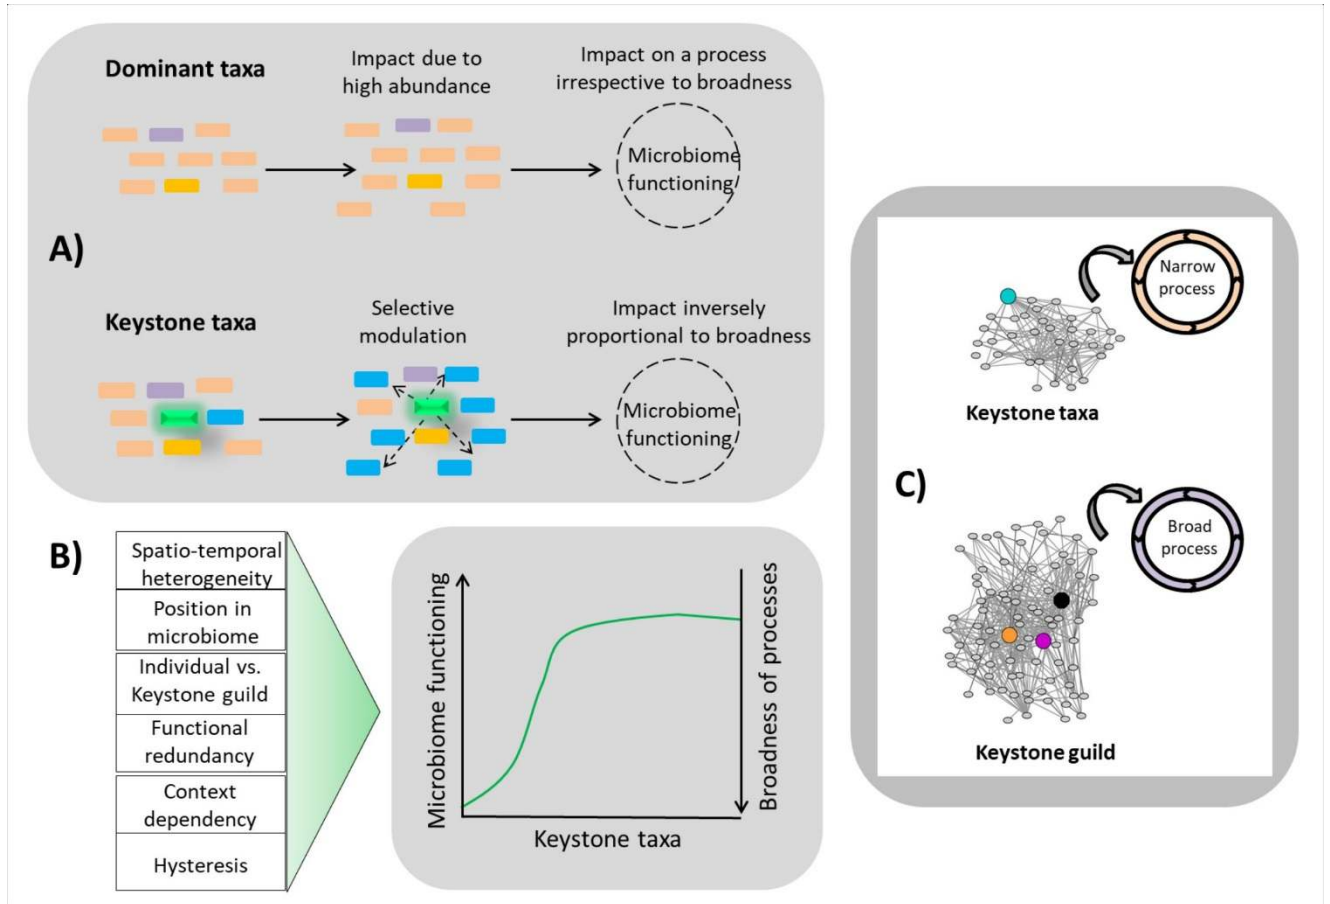 Dominant taxa
Impact due to
high abundance
Impact on a process
irrespective to broadness
Microbiome
functioning
A)
Keystone taxa
Selective
modulation
Impact inversely
proportional to broadness
Microbiome
functioning
B)
Spatio-temporal
heterogeneity
Position in
microbiome
Individual vs.
Keystone guild
Functional
redundancy
Context
dependency
Hysteresis
Microbiome functioning
Keystone taxa
Broadness of processes
C)
Narrow
process
Keystone taxa
Broad
process
Keystone guild